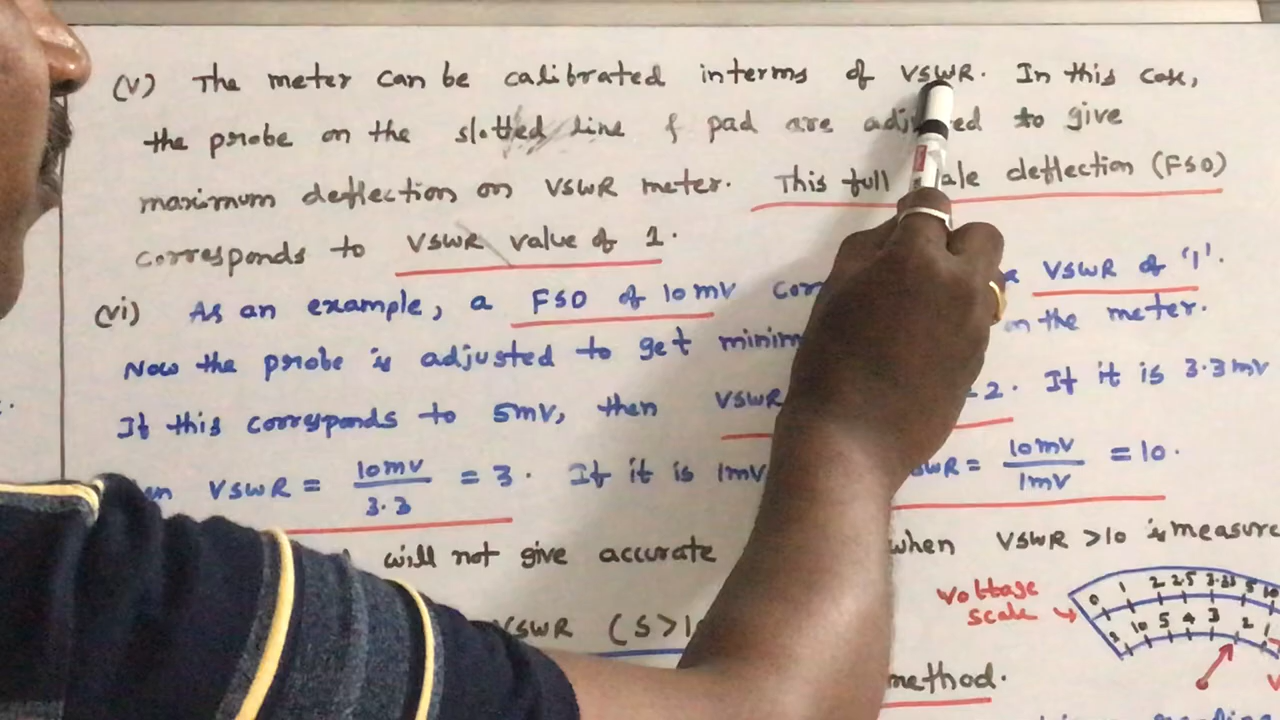 (v) The meter can be calibrated interms of VSWR. In this case,
the probe on the slotted line & pad are adj ed to give
maximum deflection on VSWR meter. This full ale deflection (FSD)
corresponds to VSWR value of 1.
(vi) As an example, a FSD of 10mV a VSWR of '1'.
Now the probe is adjusted to get on the meter.
If this corrsponds to 5mV, then VSWR 2. If it is 3.3mV
VSWR = 10mV / 3.3 = 3. If it is 1mV = 10mV / 1mV = 10.
will not give accurate when VSWR >10 is measure
Voltage scale
0 1 2 2.5 3.33 5 10
10 5 4 3 2 1
VSWR (S>1
method.